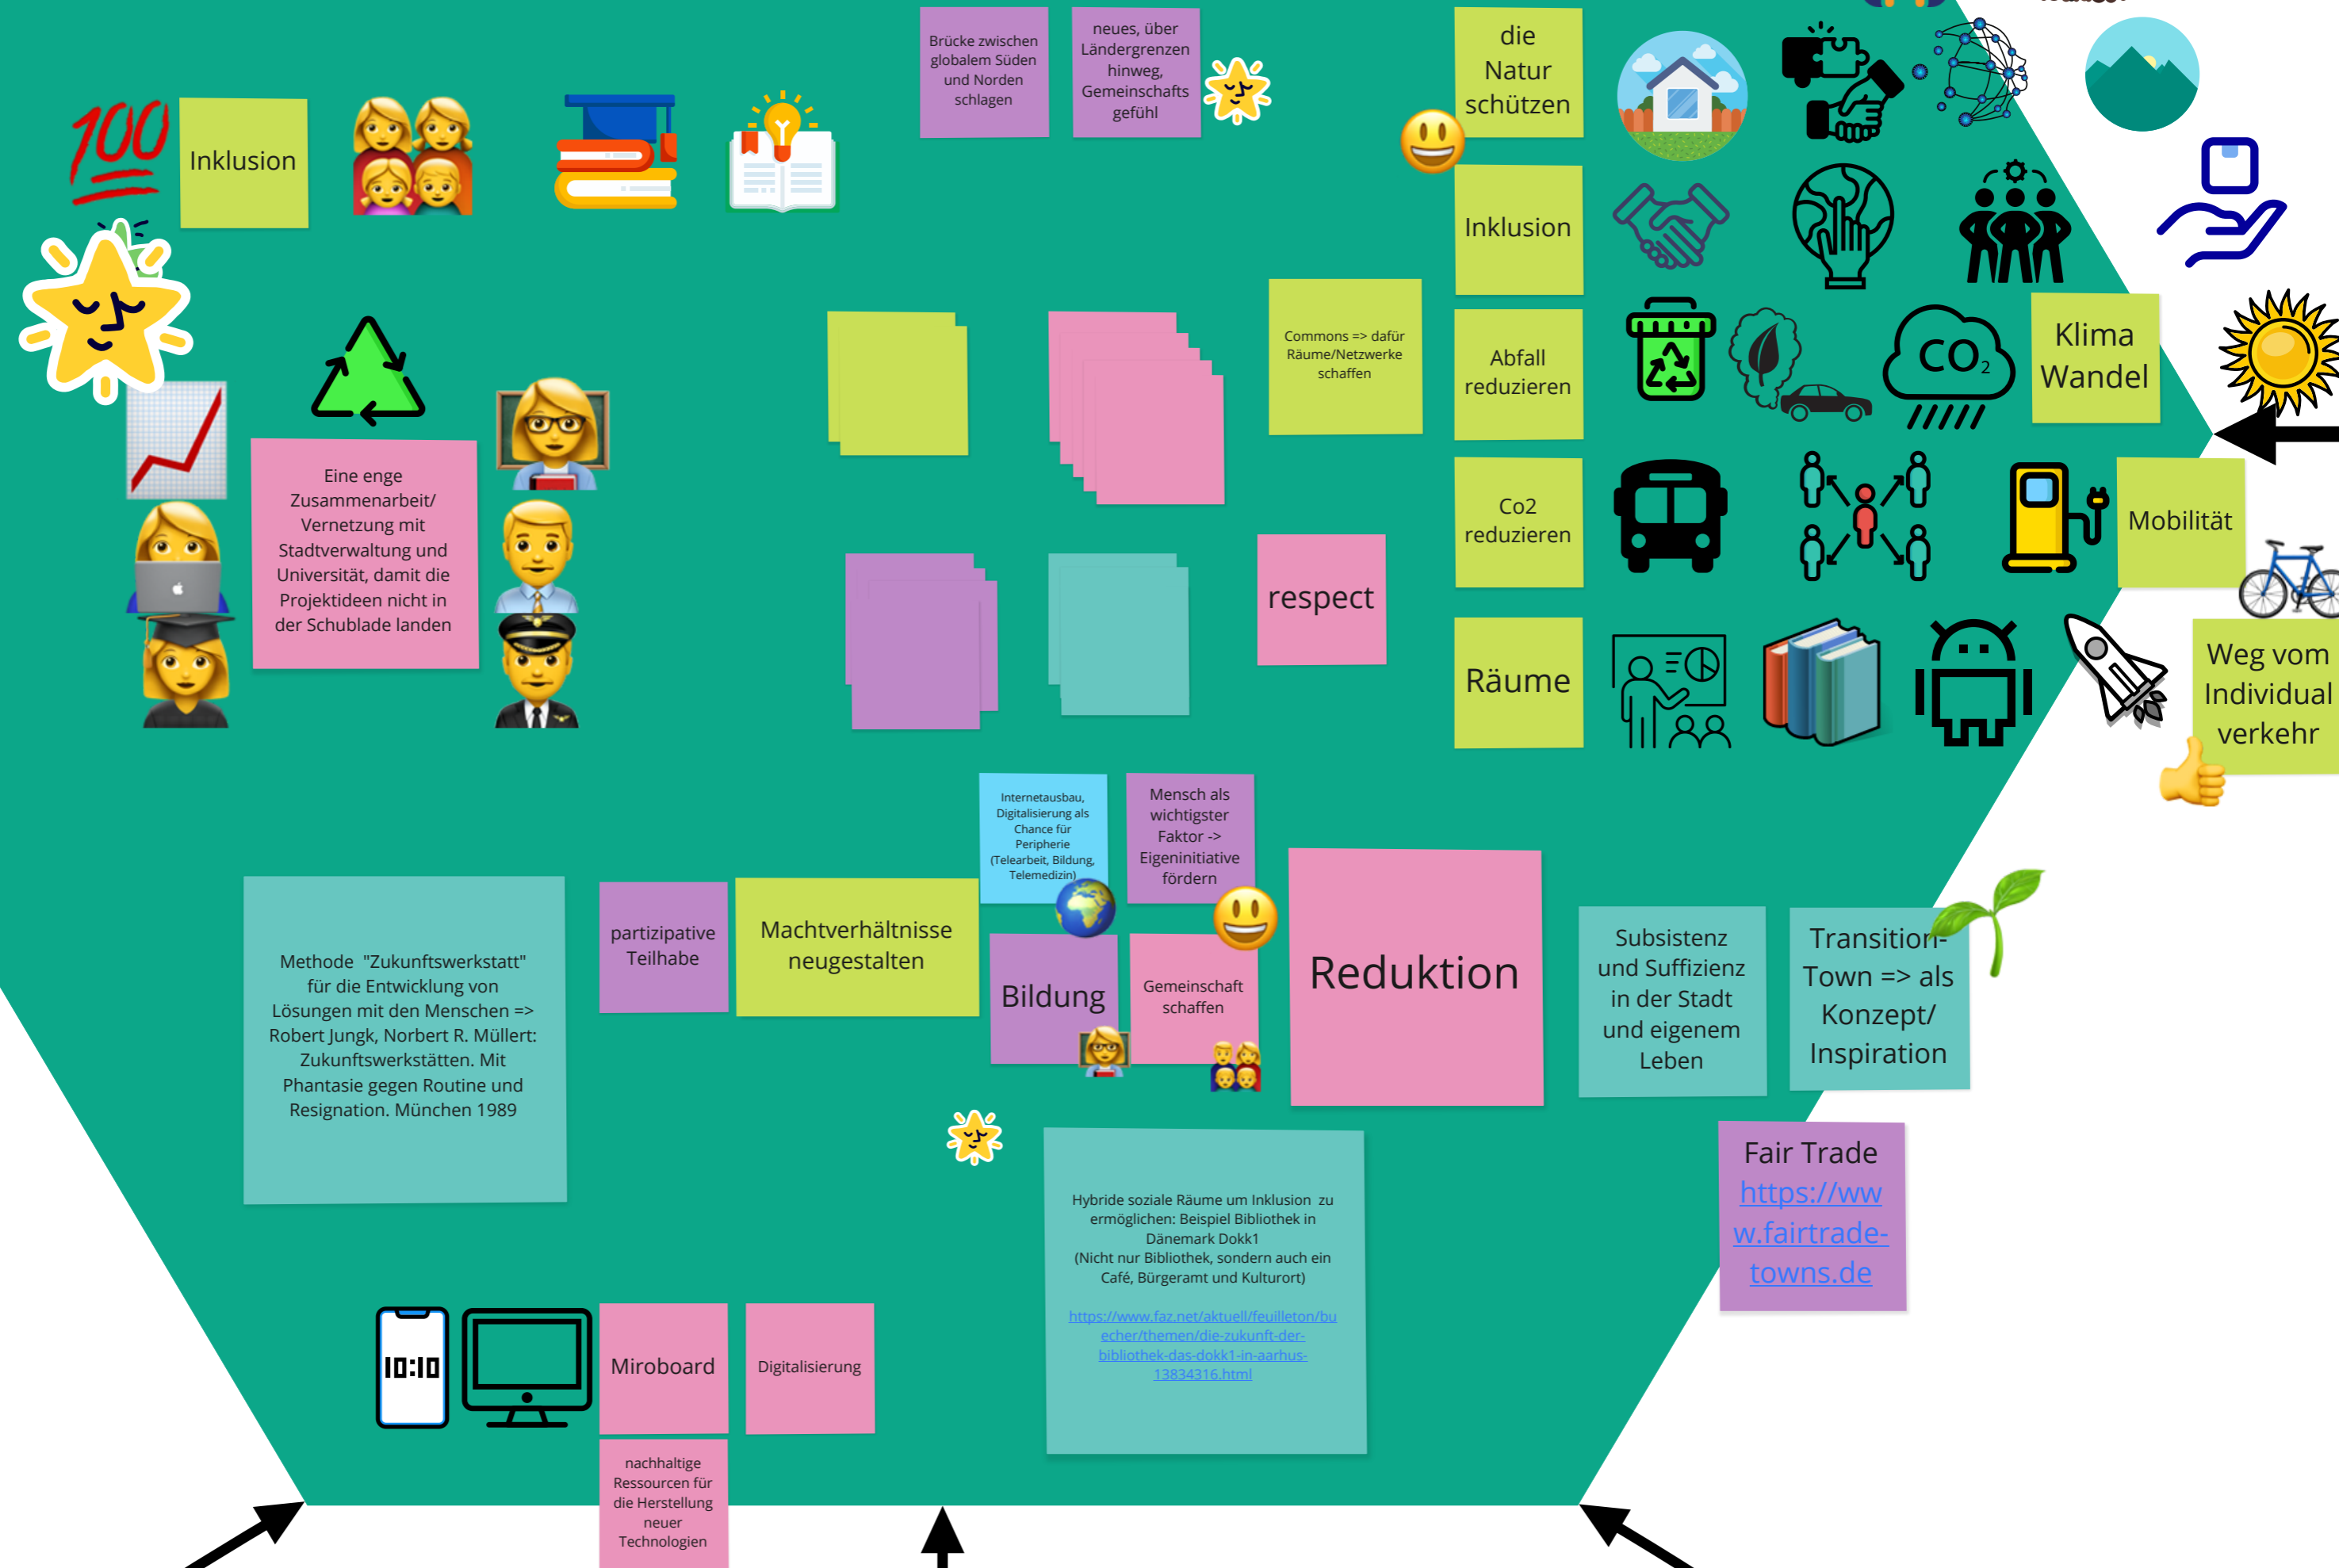 Brücke zwischen
globalem Süden
und Norden
schlagen
neues, über
Ländergrenzen
hinweg,
Gemeinschafts
gefühl
die
Natur
schützen
100
Inklusion
Inklusion
Commons => dafür
Räume/Netzwerke
schaffen
Abfall
reduzieren
CO2
Klima
Wandel
Eine enge
Zusammenarbeit/
Vernetzung mit
Stadtverwaltung und
Universität, damit die
Projektideen nicht in
der Schublade landen
Co2
reduzieren
Mobilität
respect
Räume
Weg vom
Individual
verkehr
Internetausbau,
Digitalisierung als
Chance für
Peripherie
(Telearbeit, Bildung,
Telemedizin)
Mensch als
wichtigster
Faktor ->
Eigeninitiative
fördern
Methode "Zukunftswerkstatt"
für die Entwicklung von
Lösungen mit den Menschen =>
Robert Jungk, Norbert R. Müllert:
Zukunftswerkstätten. Mit
Phantasie gegen Routine und
Resignation. München 1989
partizipative
Teilhabe
Machtverhältnisse
neugestalten
Bildung
Gemeinschaft
schaffen
Reduktion
Subsistenz
und Suffizienz
in der Stadt
und eigenem
Leben
Transition-
Town => als
Konzept/
Inspiration
Fair Trade
https://ww
w.fairtrade-
towns.de
Hybride soziale Räume um Inklusion zu
ermöglichen: Beispiel Bibliothek in
Dänemark Dokk1
(Nicht nur Bibliothek, sondern auch ein
Café, Bürgeramt und Kulturort)
https://www.faz.net/aktuell/feuilleton/bu
echer/themen/die-zukunft-der-
bibliothek-das-dokk1-in-aarhus-
13834316.html
10:10
Miroboard
Digitalisierung
nachhaltige
Ressourcen für
die Herstellung
neuer
Technologien